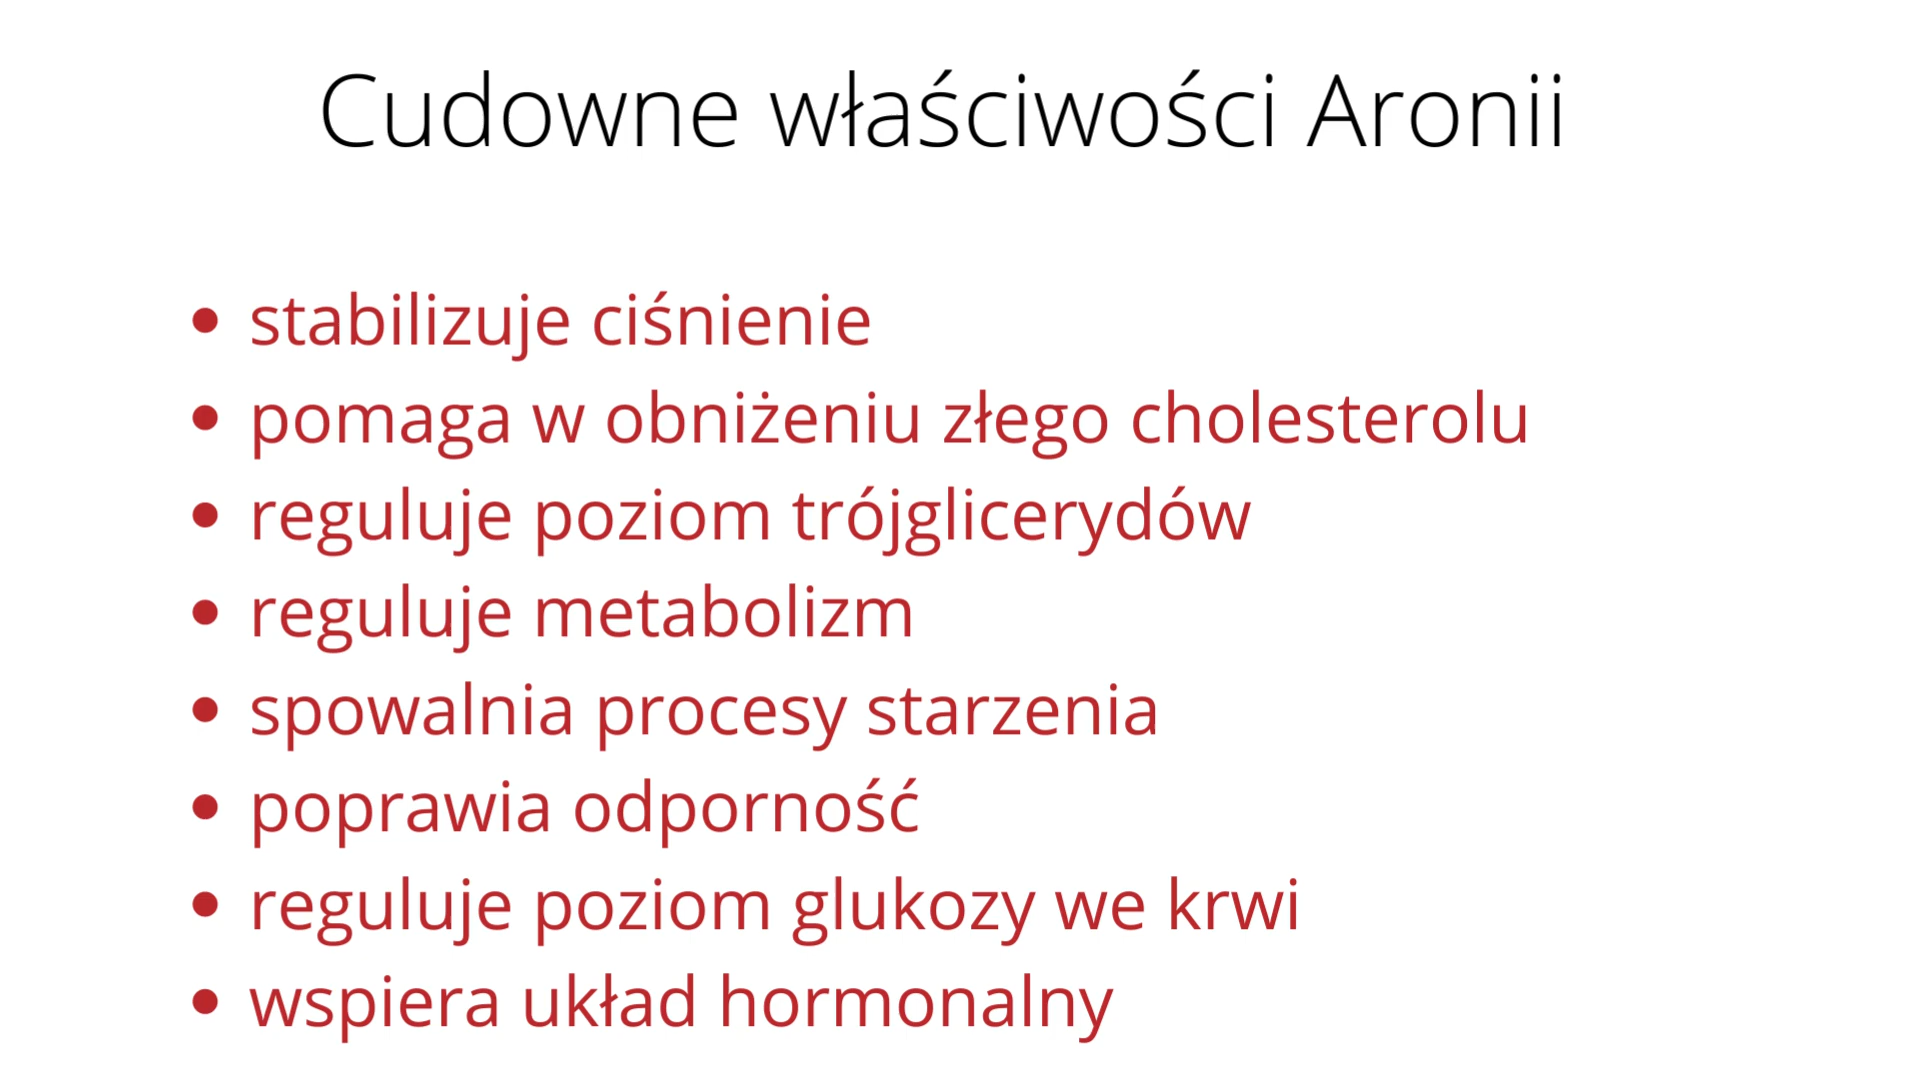 Cudowne właściwości Aronii
• stabilizuje ciśnienie
• pomaga w obniżeniu złego cholesterolu
• reguluje poziom trójglicerydów
• reguluje metabolizm
• spowalnia procesy starzenia
• poprawia odporność
• reguluje poziom glukozy we krwi
• wspiera układ hormonalny